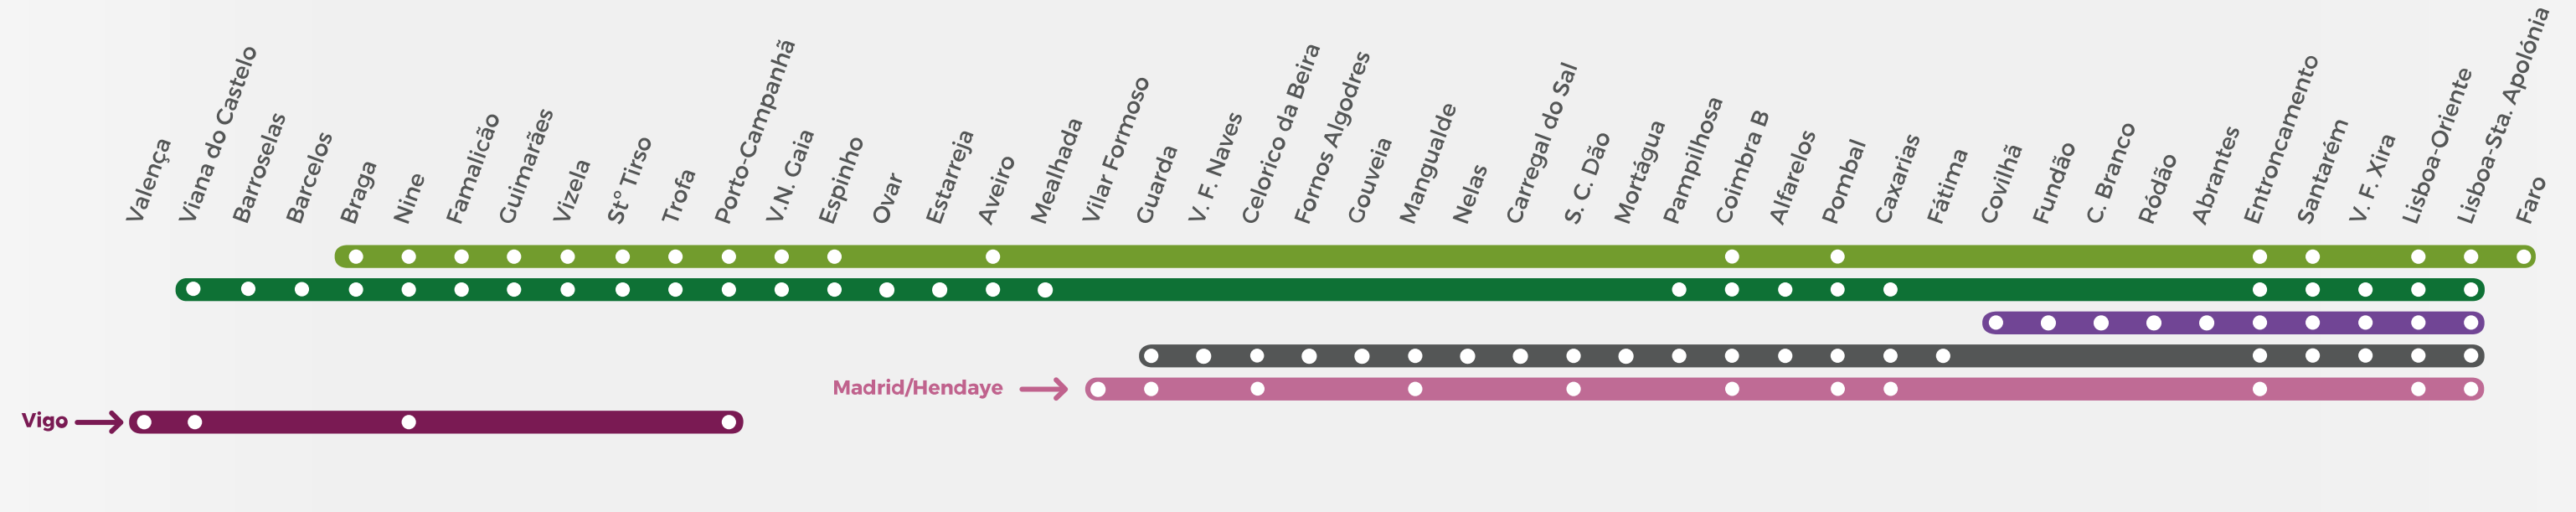 Valença
Viana do Castelo
Barroselas
Barcelos
Braga
Nine
Famalicão
Guimarães
Vizela
Stº Tirso
Trofa
Porto-Campanhã
V.N. Gaia
Espinho
Ovar
Estarreja
Aveiro
Mealhada
Vilar Formoso
Guarda
V. F. Naves
Celorico da Beira
Fornos Algodres
Gouveia
Mangualde
Nelas
Carregal do Sal
S. C. Dão
Mortágua
Pampilhosa
Coimbra B
Alfarelos
Pombal
Caxarias
Fátima
Covilhã
Fundão
C. Branco
Ródão
Abrantes
Entroncamento
Santarém
V. F. Xira
Lisboa-Oriente
Lisboa-Sta. Apolónia
Faro
Madrid/Hendaye
Vigo